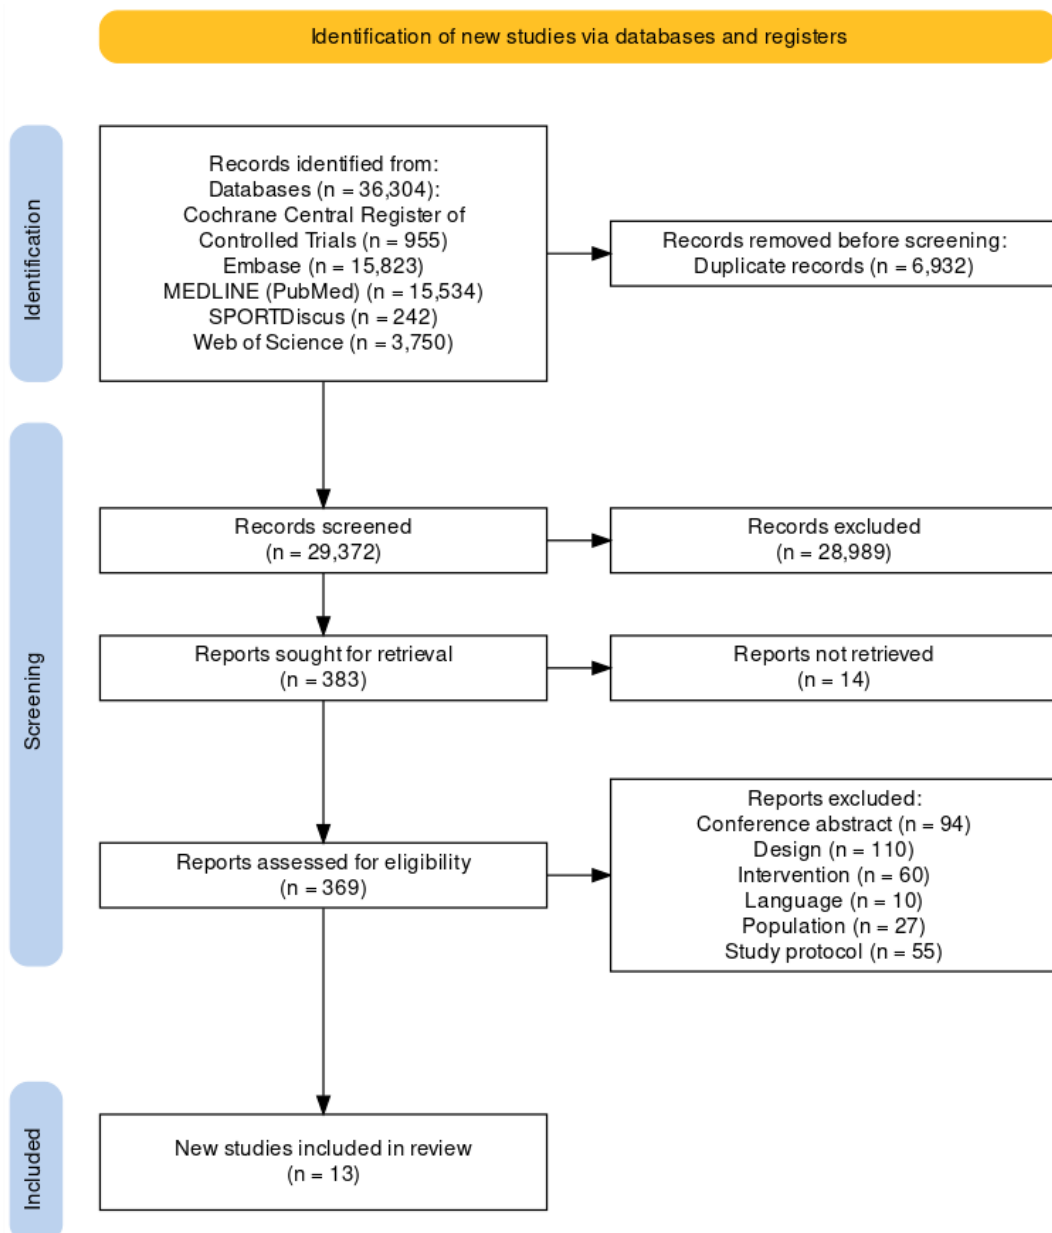 Identification of new studies via databases and registers
Identification
Records identified from:
Databases (n = 36,304):
Cochrane Central Register of
Controlled Trials (n = 955)
Embase (n = 15,823)
MEDLINE (PubMed) (n = 15,534)
SPORTDiscus (n = 242)
Web of Science (n = 3,750)
Records removed before screening:
Duplicate records (n = 6,932)
Screening
Records screened
(n = 29,372)
Records excluded
(n = 28,989)
Reports sought for retrieval
(n = 383)
Reports not retrieved
(n = 14)
Reports assessed for eligibility
(n = 369)
Reports excluded:
Conference abstract (n = 94)
Design (n = 110)
Intervention (n = 60)
Language (n = 10)
Population (n = 27)
Study protocol (n = 55)
Included
New studies included in review
(n = 13)